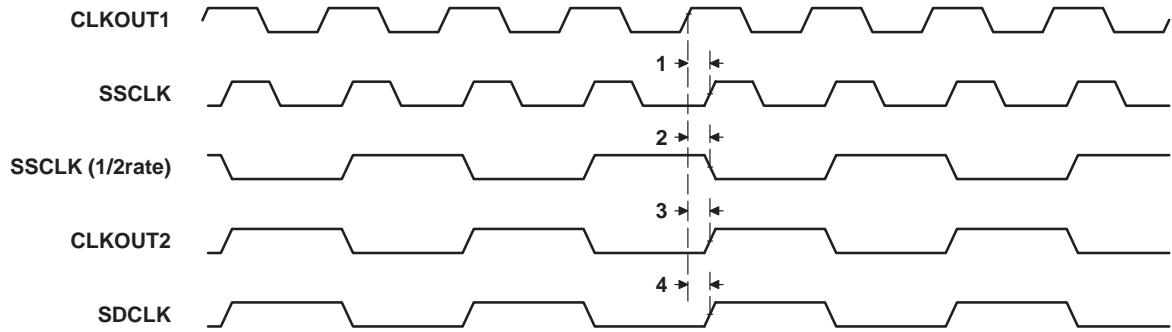 CLKOUT1
1
SSCLK
2
SSCLK (1/2rate)
3
CLKOUT2
4
SDCLK